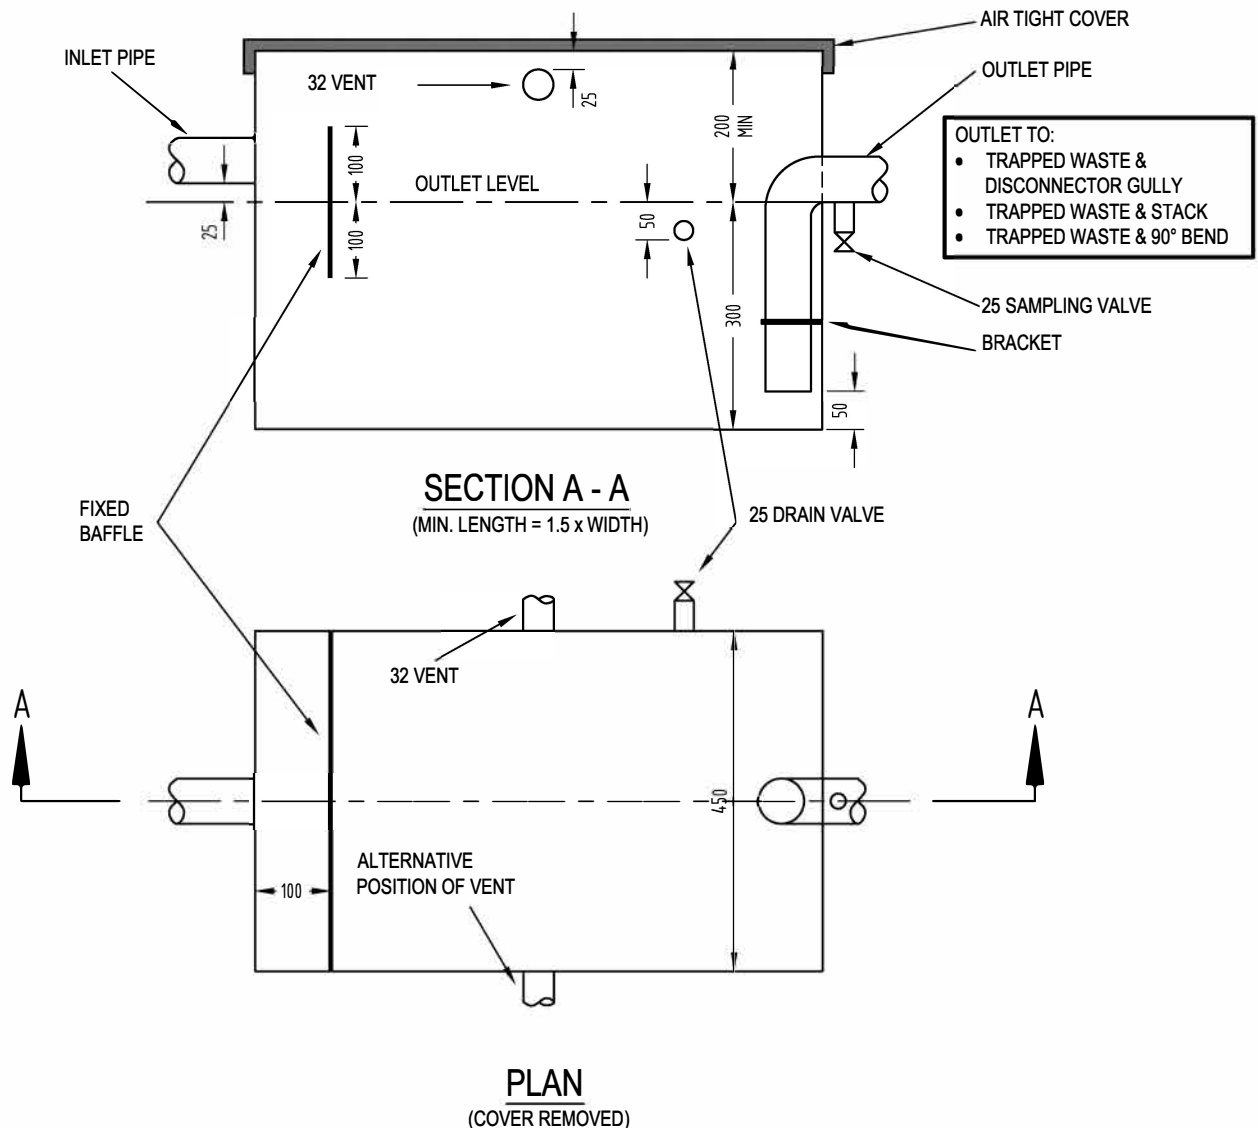 AIR TIGHT COVER
INLET PIPE
32 VENT
25
OUTLET PIPE
200
MIN
OUTLET TO:
• TRAPPED WASTE &
DISCONNECTOR GULLY
• TRAPPED WASTE & STACK
• TRAPPED WASTE & 90° BEND
100
OUTLET LEVEL
25
100
50
300
25 SAMPLING VALVE
BRACKET
50
SECTION A - A
(MIN. LENGTH = 1.5 x WIDTH)
FIXED
BAFFLE
25 DRAIN VALVE
32 VENT
A
A
450
100
ALTERNATIVE
POSITION OF VENT
PLAN
(COVER REMOVED)